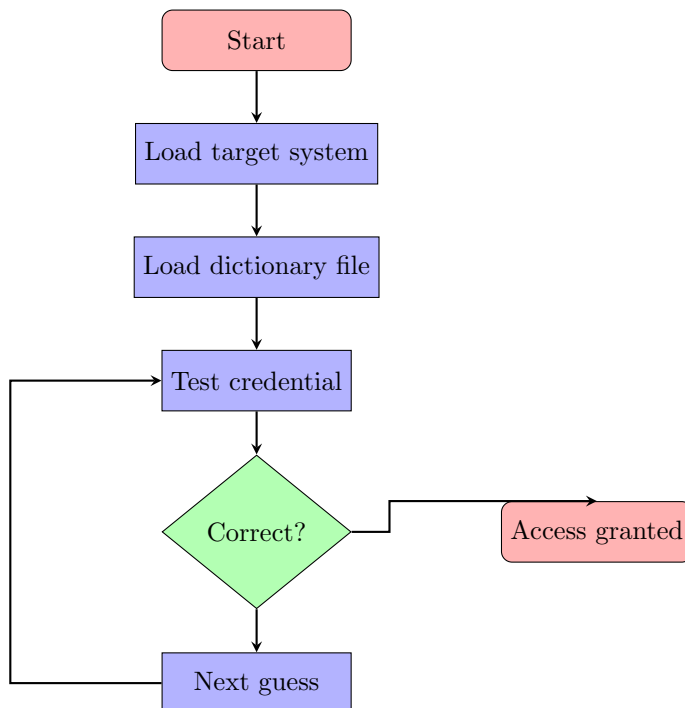 Start
Load target system
Load dictionary file
Test credential
Correct?
Access granted
Next guess